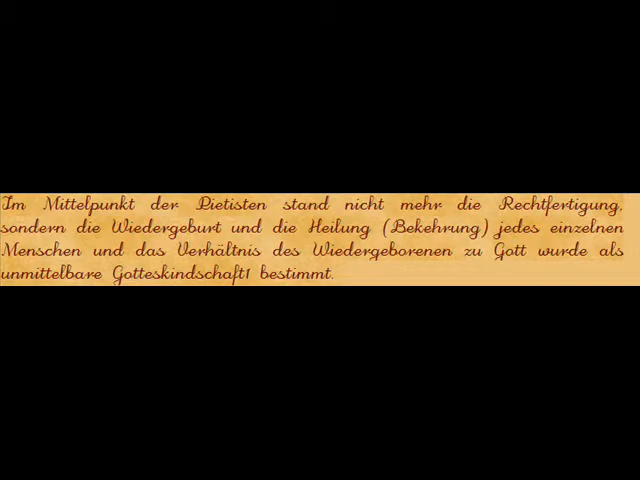 Im Mittelpunkt der Pietisten stand nicht mehr die Rechtfertigung,
sondern die Wiedergeburt und die Heilung (Bekehrung) jedes einzelnen
Menschen und das Verhältnis des Wiedergeborenen zu Gott wurde als
unmittelbare Gotteskindschaft1 bestimmt.